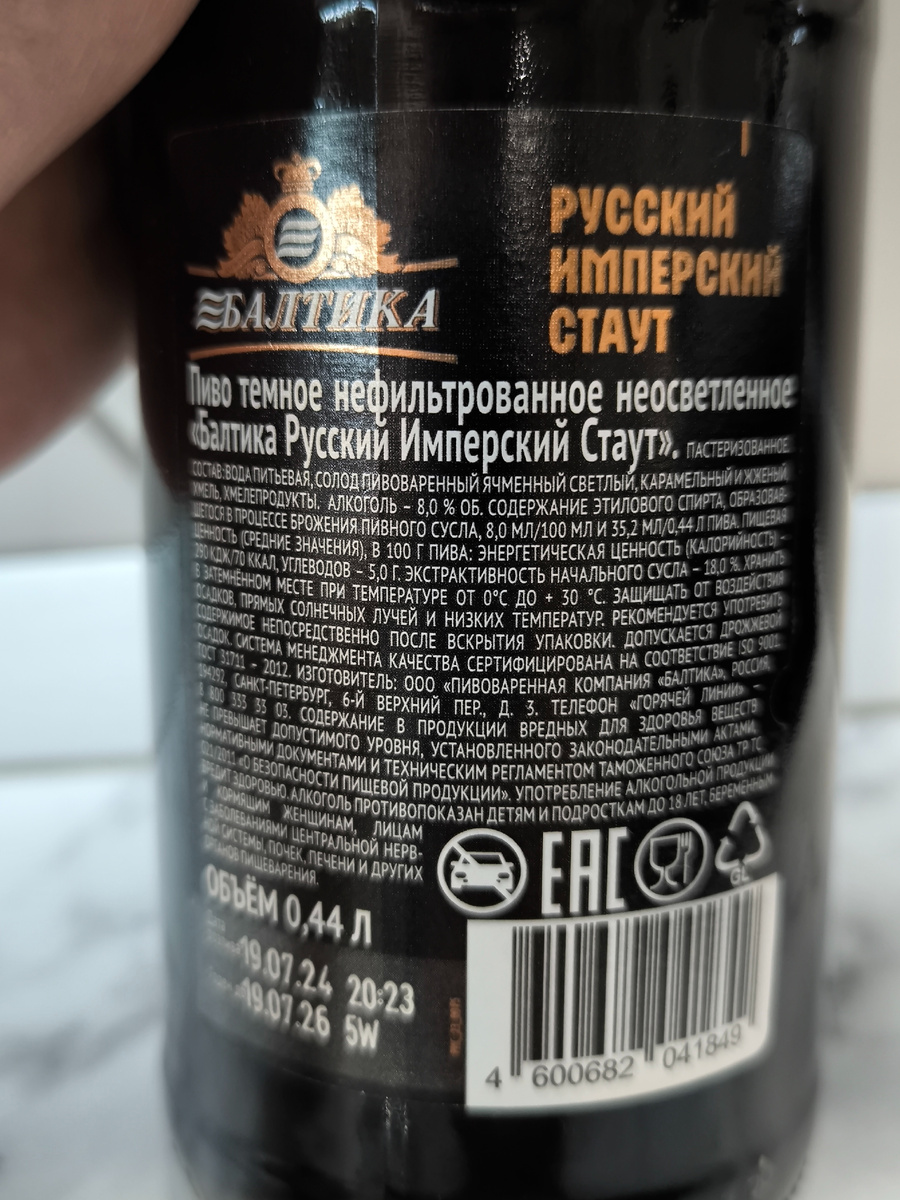 БАЛТИКА
РУССКИЙ
ИМПЕРСКИЙ
СТАУТ
Пиво темное нефильтрованное неосветленное
«Балтика Русский Имперский Стаут». ПАСТЕРИЗОВАННОЕ.
СОСТАВ: ВОДА ПИТЬЕВАЯ, СОЛОД ПИВОВАРЕННЫЙ ЯЧМЕННЫЙ СВЕТЛЫЙ, КАРАМЕЛЬНЫЙ И ЖЖЕНЫЙ,
ХМЕЛЬ, ХМЕЛЕПРОДУКТЫ. АЛКОГОЛЬ – 8,0 % ОБ. СОДЕРЖАНИЕ ЭТИЛОВОГО СПИРТА, ОБРАЗОВАВ-
ШЕГОСЯ В ПРОЦЕССЕ БРОЖЕНИЯ ПИВНОГО СУСЛА, 8,0 МЛ/100 МЛ И 35,2 МЛ/0,44 Л ПИВА. ПИЩЕВАЯ
ЦЕННОСТЬ (СРЕДНИЕ ЗНАЧЕНИЯ), В 100 Г ПИВА: ЭНЕРГЕТИЧЕСКАЯ ЦЕННОСТЬ (КАЛОРИЙНОСТЬ) –
290 КДЖ/70 ККАЛ, УГЛЕВОДОВ – 5,0 Г. ЭКСТРАКТИВНОСТЬ НАЧАЛЬНОГО СУСЛА – 18,0 %. ХРАНИТЬ
В ЗАТЕМНЁННОМ МЕСТЕ ПРИ ТЕМПЕРАТУРЕ ОТ 0°С ДО + 30 °С. ЗАЩИЩАТЬ ОТ ВОЗДЕЙСТВИЯ
ОСАДКОВ, ПРЯМЫХ СОЛНЕЧНЫХ ЛУЧЕЙ И НИЗКИХ ТЕМПЕРАТУР. РЕКОМЕНДУЕТСЯ УПОТРЕБИТЬ
СОДЕРЖИМОЕ НЕПОСРЕДСТВЕННО ПОСЛЕ ВСКРЫТИЯ УПАКОВКИ. ДОПУСКАЕТСЯ ДРОЖЖЕВОЙ
ОСАДОК. СИСТЕМА МЕНЕДЖМЕНТА КАЧЕСТВА СЕРТИФИЦИРОВАНА НА СООТВЕТСТВИЕ ISO 9001.
ГОСТ 31711 – 2012. ИЗГОТОВИТЕЛЬ: ООО «ПИВОВАРЕННАЯ КОМПАНИЯ «БАЛТИКА», РОССИЯ,
194292, САНКТ-ПЕТЕРБУРГ, 6-Й ВЕРХНИЙ ПЕР., Д. 3. ТЕЛЕФОН «ГОРЯЧЕЙ ЛИНИИ» –
8 800 333 33 03. СОДЕРЖАНИЕ В ПРОДУКЦИИ ВРЕДНЫХ ДЛЯ ЗДОРОВЬЯ ВЕЩЕСТВ
НЕ ПРЕВЫШАЕТ ДОПУСТИМОГО УРОВНЯ, УСТАНОВЛЕННОГО ЗАКОНОДАТЕЛЬНЫМИ АКТАМИ,
НОРМАТИВНЫМИ ДОКУМЕНТАМИ И ТЕХНИЧЕСКИМ РЕГЛАМЕНТОМ ТАМОЖЕННОГО СОЮЗА ТР ТС
021/2011 «О БЕЗОПАСНОСТИ ПИЩЕВОЙ ПРОДУКЦИИ». УПОТРЕБЛЕНИЕ АЛКОГОЛЬНОЙ ПРОДУКЦИИ
ВРЕДИТ ЗДОРОВЬЮ. АЛКОГОЛЬ ПРОТИВОПОКАЗАН ДЕТЯМ И ПОДРОСТКАМ ДО 18 ЛЕТ, БЕРЕМЕННЫМ
И КОРМЯЩИМ ЖЕНЩИНАМ, ЛИЦАМ
С ЗАБОЛЕВАНИЯМИ ЦЕНТРАЛЬНОЙ НЕРВ-
НОЙ СИСТЕМЫ, ПОЧЕК, ПЕЧЕНИ И ДРУГИХ
ОРГАНОВ ПИЩЕВАРЕНИЯ.
EAC
GL
ОБЪЁМ 0,44 Л
19.07.24 20:23
19.07.26 5W
4 600682 041849